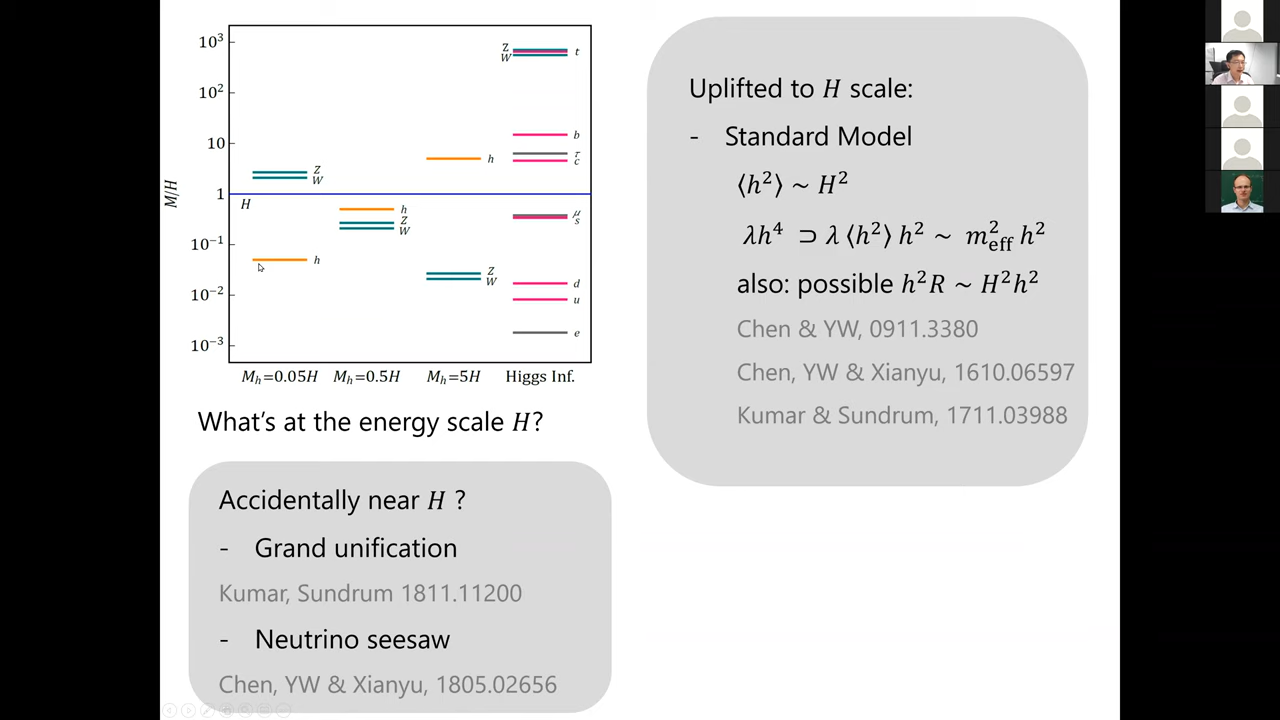 10³
10²
10
1
10⁻¹
10⁻²
10⁻³
M/H
H
Z
W
h
h
Z
W
h
Z
W
Z
W
t
b
τ
c
μ
s
d
u
e
M_h=0.05H M_h=0.5H M_h=5H Higgs Inf.
What's at the energy scale H?
Accidentally near H ?
- Grand unification
Kumar, Sundrum 1811.11200
- Neutrino seesaw
Chen, YW & Xianyu, 1805.02656
Uplifted to H scale:
- Standard Model
⟨h²⟩ ~ H²
λh⁴ ⊃ λ ⟨h²⟩ h² ~ m²_eff h²
also: possible h²R ~ H²h²
Chen & YW, 0911.3380
Chen, YW & Xianyu, 1610.06597
Kumar & Sundrum, 1711.03988